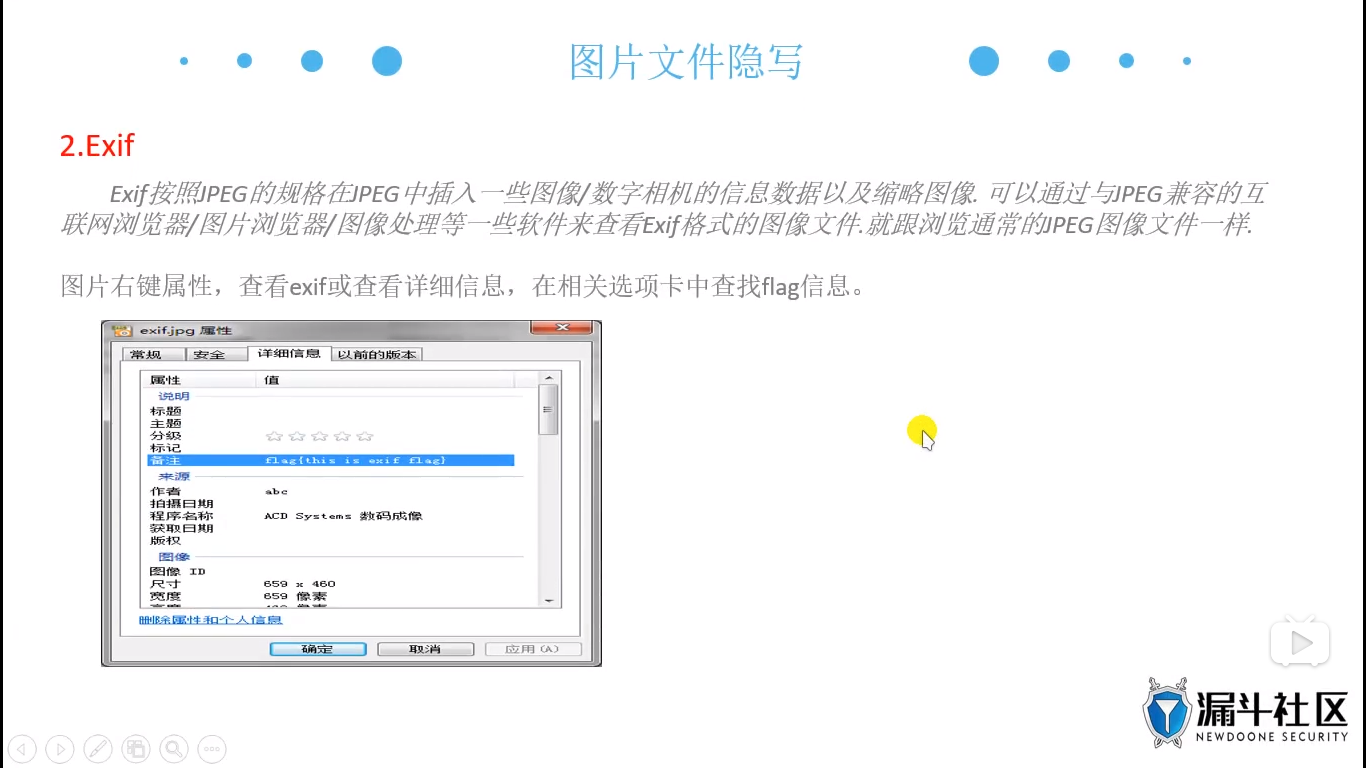 图片文件隐写
2.Exif
Exif按照JPEG的规格在JPEG中插入一些图像/数字相机的信息数据以及缩略图像. 可以通过与JPEG兼容的互
联网浏览器/图片浏览器/图像处理等一些软件来查看Exif格式的图像文件.就跟浏览通常的JPEG图像文件一样.
图片右键属性，查看exif或查看详细信息，在相关选项卡中查找flag信息。
exif.jpg 属性
常规 安全 详细信息 以前的版本
属性 值
说明
标题
主题
分级
标记
备注 flag{this is exif flag}
来源
作者 abc
拍摄日期
程序名称 ACD Systems 数码成像
获取日期
版权
图像
图像 ID
尺寸 659 x 460
宽度 659 像素
高度 460 像素
删除属性和个人信息
确定 取消 应用(A)
漏斗社区
NEWDOONE SECURITY